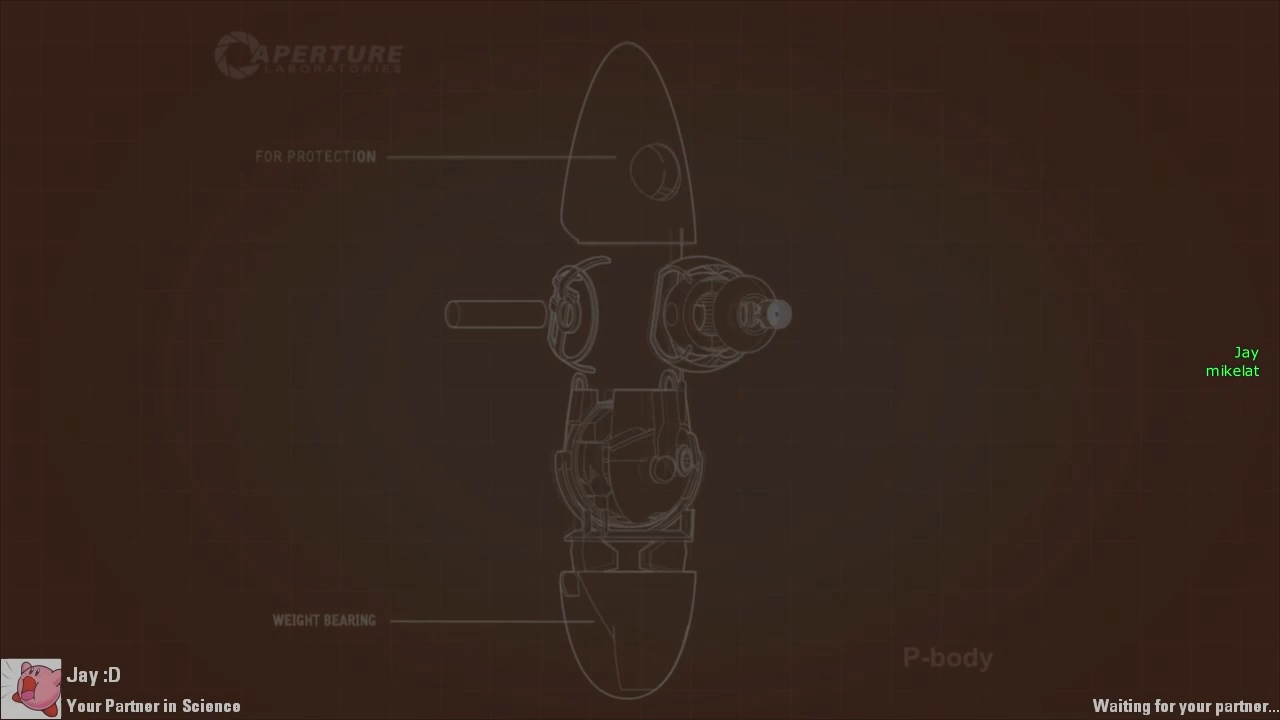 APERTURE
LABORATORIES
FOR PROTECTION
Jay
mikelat
WEIGHT BEARING
P-body
Jay :D
Your Partner in Science
Waiting for your partner...